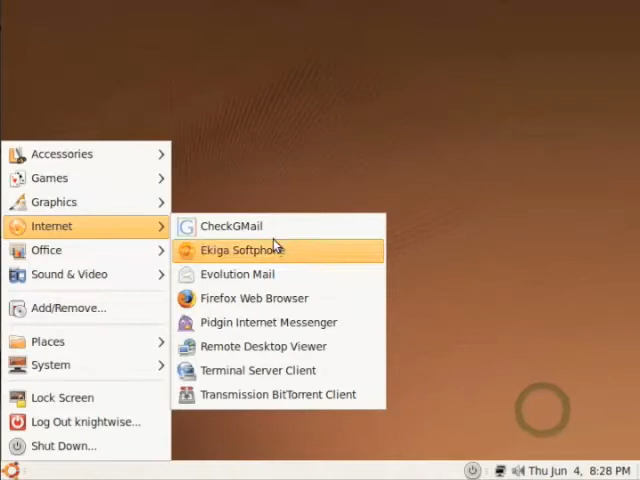 Accessories
Games
Graphics
Internet
Office
Sound & Video
Add/Remove...
Places
System
Lock Screen
Log Out knightwise...
Shut Down...
CheckGMail
Ekiga Softphone
Evolution Mail
Firefox Web Browser
Pidgin Internet Messenger
Remote Desktop Viewer
Terminal Server Client
Transmission BitTorrent Client
Thu Jun 4, 8:28 PM